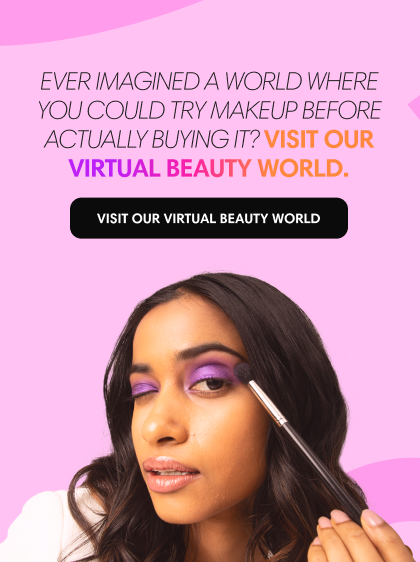 EVER IMAGINED A WORLD WHERE
YOU COULD TRY MAKEUP BEFORE
ACTUALLY BUYING IT? VISIT OUR
VIRTUAL BEAUTY WORLD.
VISIT OUR VIRTUAL BEAUTY WORLD